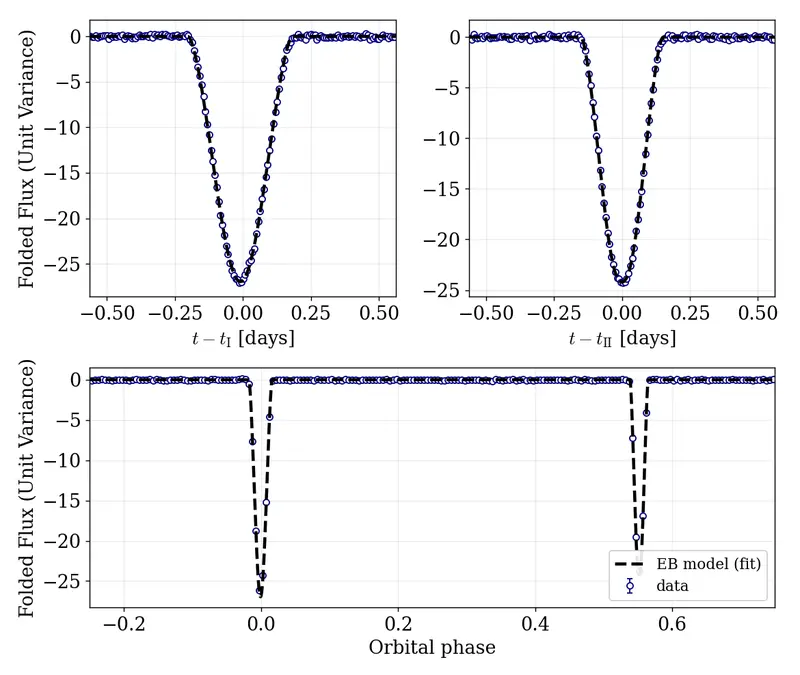 Folded Flux (Unit Variance)
0
−5
−10
−15
−20
−25
−0.50 −0.25 0.00 0.25 0.50
t − t_I [days]
0
−5
−10
−15
−20
−25
−0.50 −0.25 0.00 0.25 0.50
t − t_II [days]
Folded Flux (Unit Variance)
0
−5
−10
−15
−20
−25
EB model (fit)
data
−0.2 0.0 0.2 0.4 0.6
Orbital phase